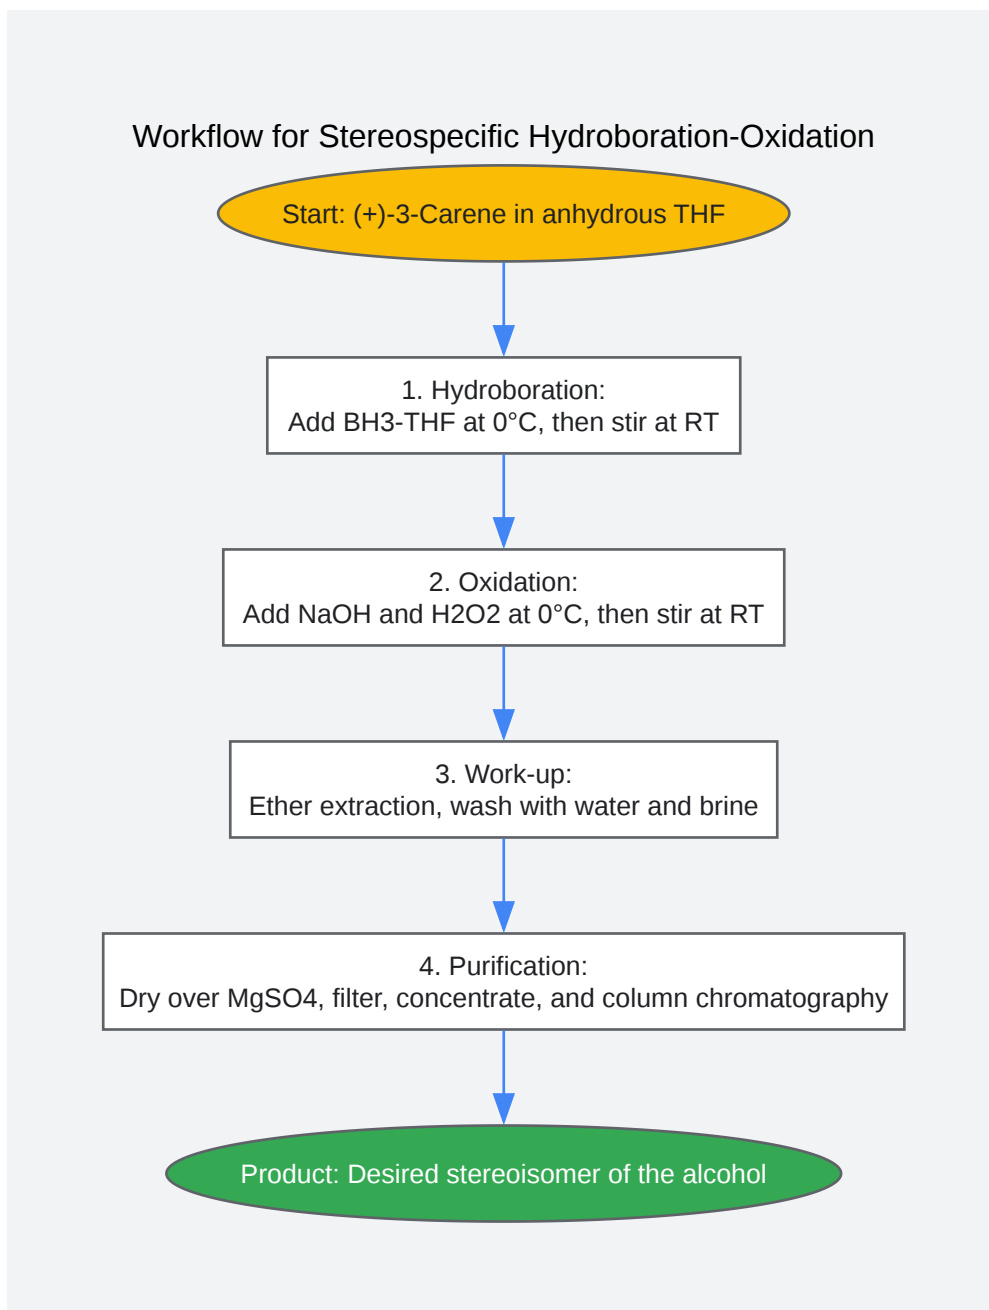 Workflow for Stereospecific Hydroboration-Oxidation
Start: (+)-3-Carene in anhydrous THF
1. Hydroboration:
Add BH3-THF at 0°C, then stir at RT
2. Oxidation:
Add NaOH and H2O2 at 0°C, then stir at RT
3. Work-up:
Ether extraction, wash with water and brine
4. Purification:
Dry over MgSO4, filter, concentrate, and column chromatography
Product: Desired stereoisomer of the alcohol